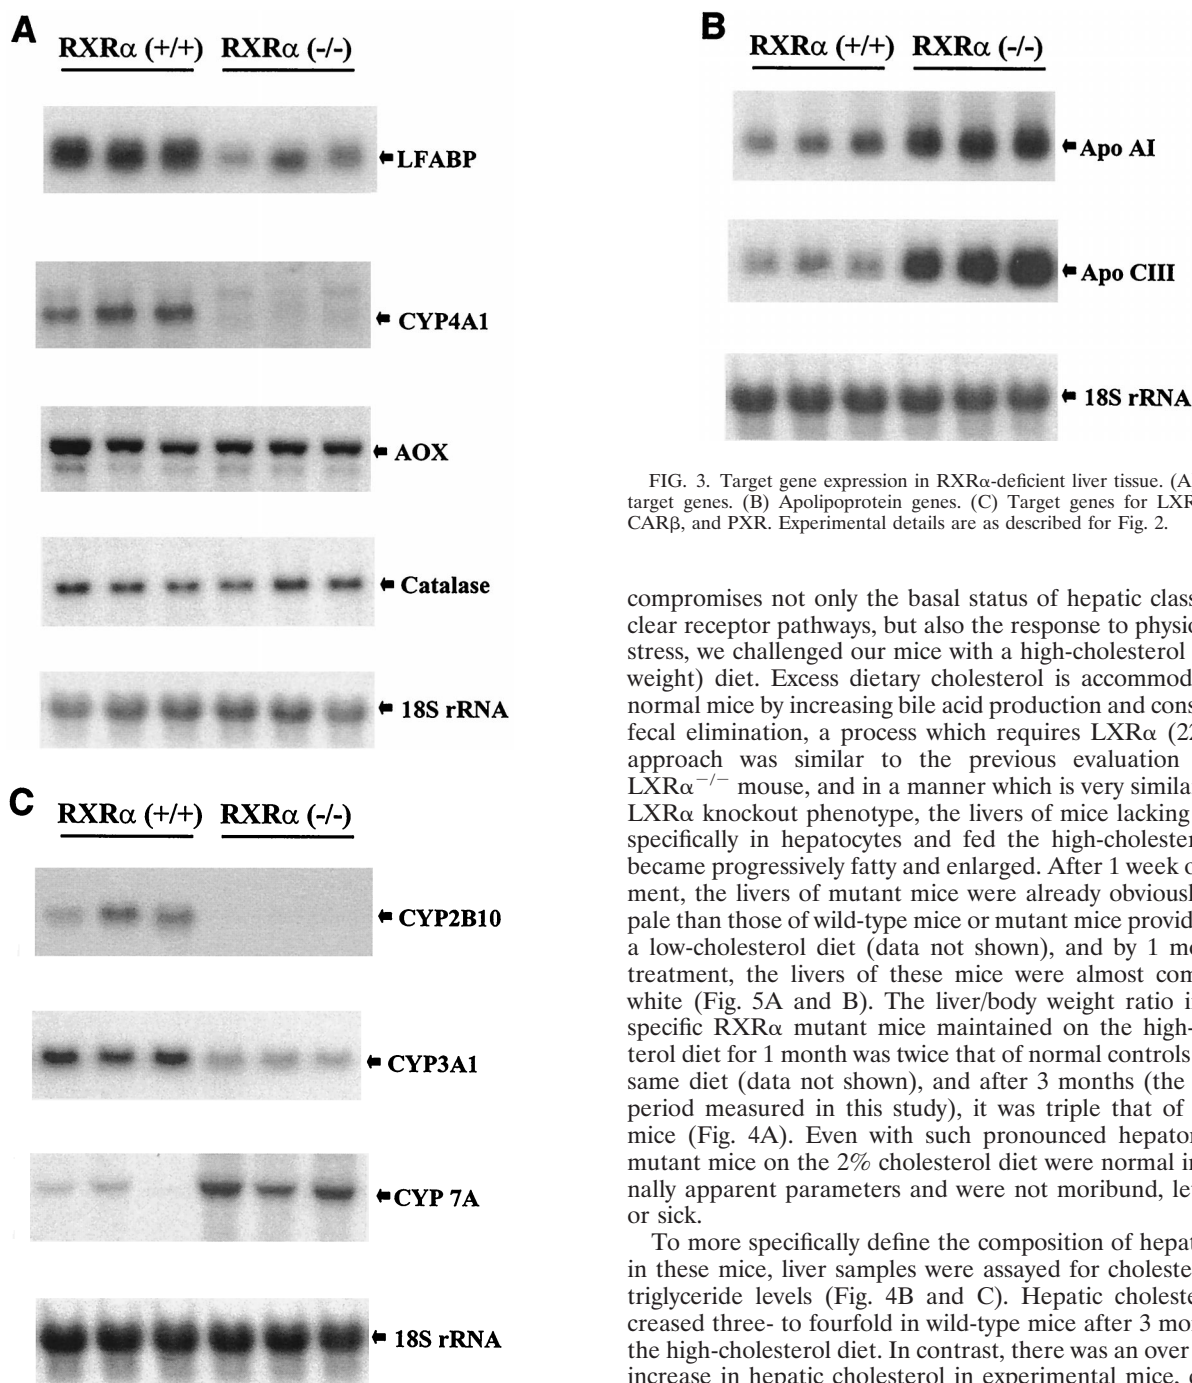 A
RXRα (+/+) RXRα (-/-)
LFABP
CYP4A1
AOX
Catalase
18S rRNA
C
RXRα (+/+) RXRα (-/-)
CYP2B10
CYP3A1
CYP 7A
18S rRNA
B
RXRα (+/+) RXRα (-/-)
Apo AI
Apo CIII
18S rRNA
FIG. 3. Target gene expression in RXRα-deficient liver tissue. (A
target genes. (B) Apolipoprotein genes. (C) Target genes for LXR
CARβ, and PXR. Experimental details are as described for Fig. 2.
compromises not only the basal status of hepatic class
clear receptor pathways, but also the response to physio
stress, we challenged our mice with a high-cholesterol
weight) diet. Excess dietary cholesterol is accommod
normal mice by increasing bile acid production and cons
fecal elimination, a process which requires LXRα (22
approach was similar to the previous evaluation
LXRα−/− mouse, and in a manner which is very simila
LXRα knockout phenotype, the livers of mice lacking
specifically in hepatocytes and fed the high-cholester
became progressively fatty and enlarged. After 1 week o
ment, the livers of mutant mice were already obviously
pale than those of wild-type mice or mutant mice provid
a low-cholesterol diet (data not shown), and by 1 mo
treatment, the livers of these mice were almost com
white (Fig. 5A and B). The liver/body weight ratio i
specific RXRα mutant mice maintained on the high-
terol diet for 1 month was twice that of normal controls
same diet (data not shown), and after 3 months (the
period measured in this study), it was triple that of
mice (Fig. 4A). Even with such pronounced hepato
mutant mice on the 2% cholesterol diet were normal in
nally apparent parameters and were not moribund, le
or sick.
To more specifically define the composition of hepat
in these mice, liver samples were assayed for choleste
triglyceride levels (Fig. 4B and C). Hepatic choleste
creased three- to fourfold in wild-type mice after 3 mo
the high-cholesterol diet. In contrast, there was an over
increase in hepatic cholesterol in experimental mice,